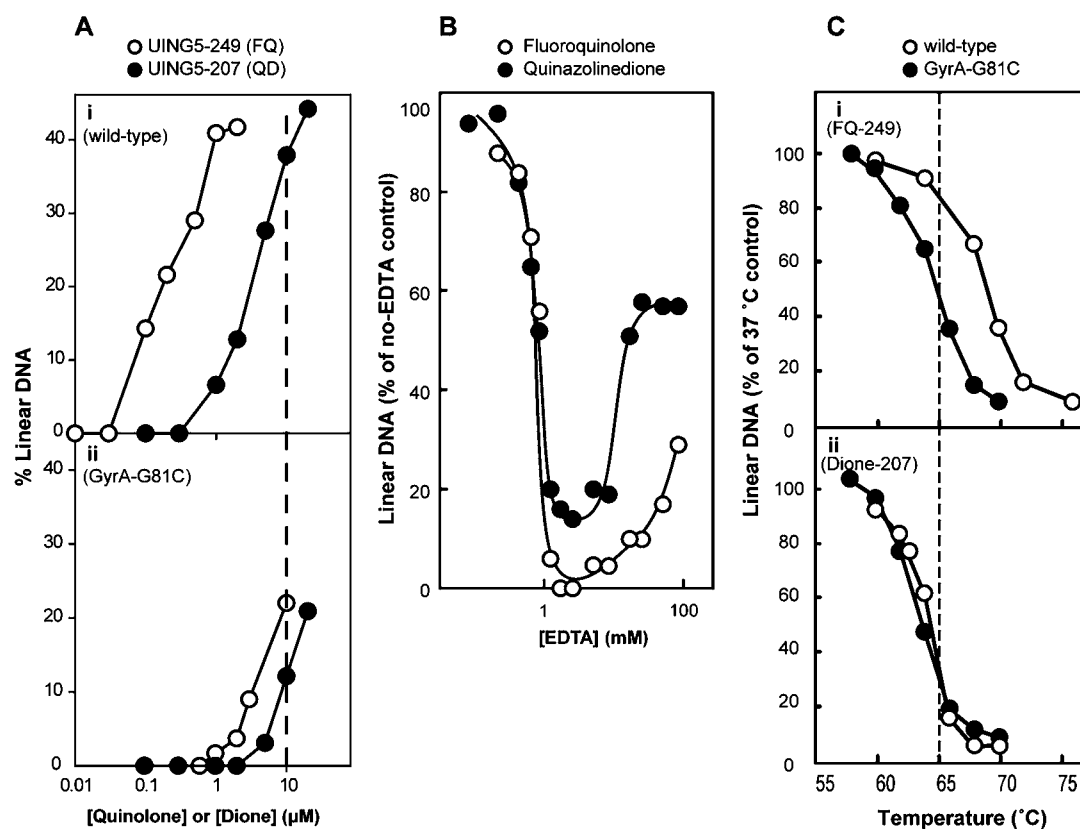 A
UING5-249 (FQ)
UING5-207 (QD)
i
(wild-type)
40
30
20
10
0
ii
(GyrA-G81C)
40
30
20
10
0
0.01
0.1
1
10
% Linear DNA
[Quinolone] or [Dione] (µM)
B
Fluoroquinolone
Quinazolinedione
100
80
60
40
20
0
1
100
Linear DNA (% of no-EDTA control)
[EDTA] (mM)
C
wild-type
GyrA-G81C
i
(FQ-249)
100
80
60
40
20
0
ii
(Dione-207)
100
80
60
40
20
0
55
60
65
70
75
Linear DNA (% of 37 ˚C control)
Temperature (˚C)